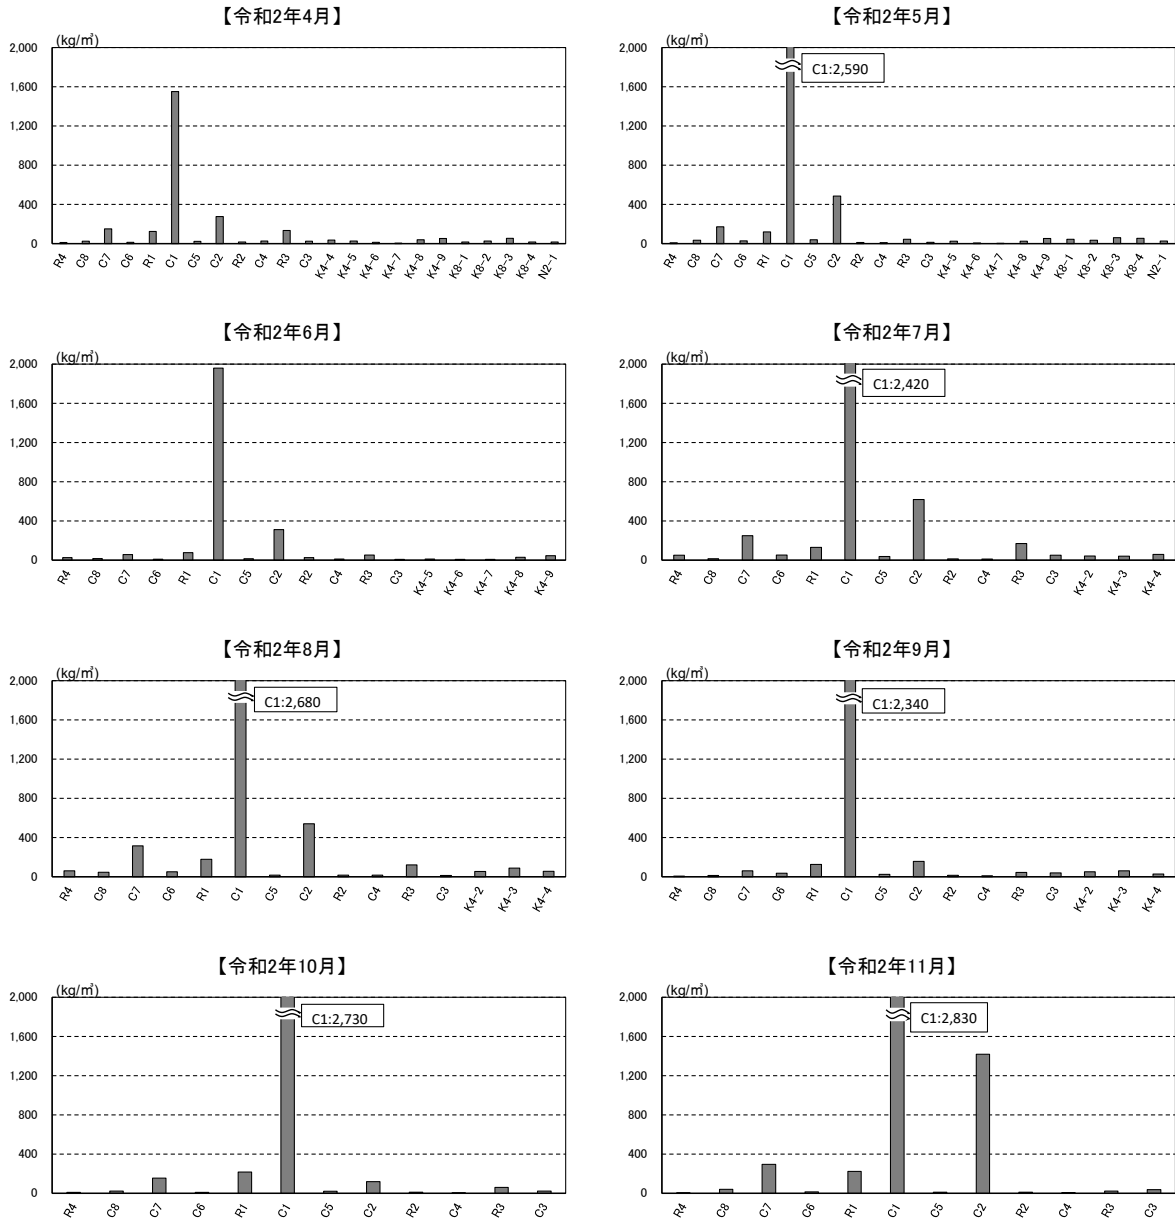 【令和2年4月】
(kg/㎥)
2,000
1,600
1,200
800
400
0
R4 C8 C7 C6 R1 C1 C5 C2 R2 C4 R3 C3 K4-4 K4-5 K4-6 K4-7 K4-8 K4-9 K8-1 K8-2 K8-3 K8-4 N2-1
【令和2年5月】
(kg/㎥)
C1:2,590
2,000
1,600
1,200
800
400
0
R4 C8 C7 C6 R1 C1 C5 C2 R2 C4 R3 C3 K4-5 K4-6 K4-7 K4-8 K4-9 K8-1 K8-2 K8-3 K8-4 N2-1
【令和2年6月】
(kg/㎥)
2,000
1,600
1,200
800
400
0
R4 C8 C7 C6 R1 C1 C5 C2 R2 C4 R3 C3 K4-5 K4-6 K4-7 K4-8 K4-9
【令和2年7月】
(kg/㎥)
C1:2,420
2,000
1,600
1,200
800
400
0
R4 C8 C7 C6 R1 C1 C5 C2 R2 C4 R3 C3 K4-2 K4-3 K4-4
【令和2年8月】
(kg/㎥)
C1:2,680
2,000
1,600
1,200
800
400
0
R4 C8 C7 C6 R1 C1 C5 C2 R2 C4 R3 C3 K4-2 K4-3 K4-4
【令和2年9月】
(kg/㎥)
C1:2,340
2,000
1,600
1,200
800
400
0
R4 C8 C7 C6 R1 C1 C5 C2 R2 C4 R3 C3 K4-2 K4-3 K4-4
【令和2年10月】
(kg/㎥)
C1:2,730
2,000
1,600
1,200
800
400
0
R4 C8 C7 C6 R1 C1 C5 C2 R2 C4 R3 C3
【令和2年11月】
(kg/㎥)
C1:2,830
2,000
1,600
1,200
800
400
0
R4 C8 C7 C6 R1 C1 C5 C2 R2 C4 R3 C3